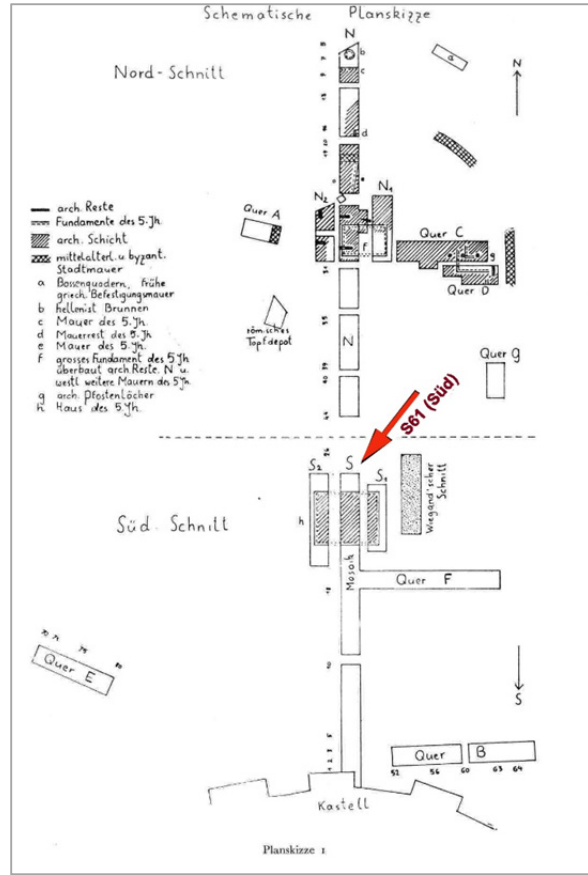 Schematische Planskizze
Nord-Schnitt
N
b
c
a
N
d
e
N2
N1
Quer A
Quer C
f
g
Quer D
arch. Reste
Fundamente des 5. Jh.
arch. Schicht
mittelalterl. u. byzant.
Stadtmauer
a Bossenquadern, frühe
griech. Befestigungsmauer
b hellenist Brunnen
c Mauer des 5. Jh.
d Mauerrest des 5. Jh
e Mauer des 5. Jh.
f grosses Fundament des 5 Jh
überbaut arch. Reste. N u.
westl weitere Mauern des 5 Jh
g arch. Pfostenlöcher
h Haus des 5. Jh.
römisches
Topfdepot
N
Quer g
S61 (Süd)
S2
S
Süd-Schnitt
h
Wiegand'scher
Schnitt
Mosaik
Quer F
Quer E
S
Quer B
52 56 60 63 64
Kastell
Planskizze 1